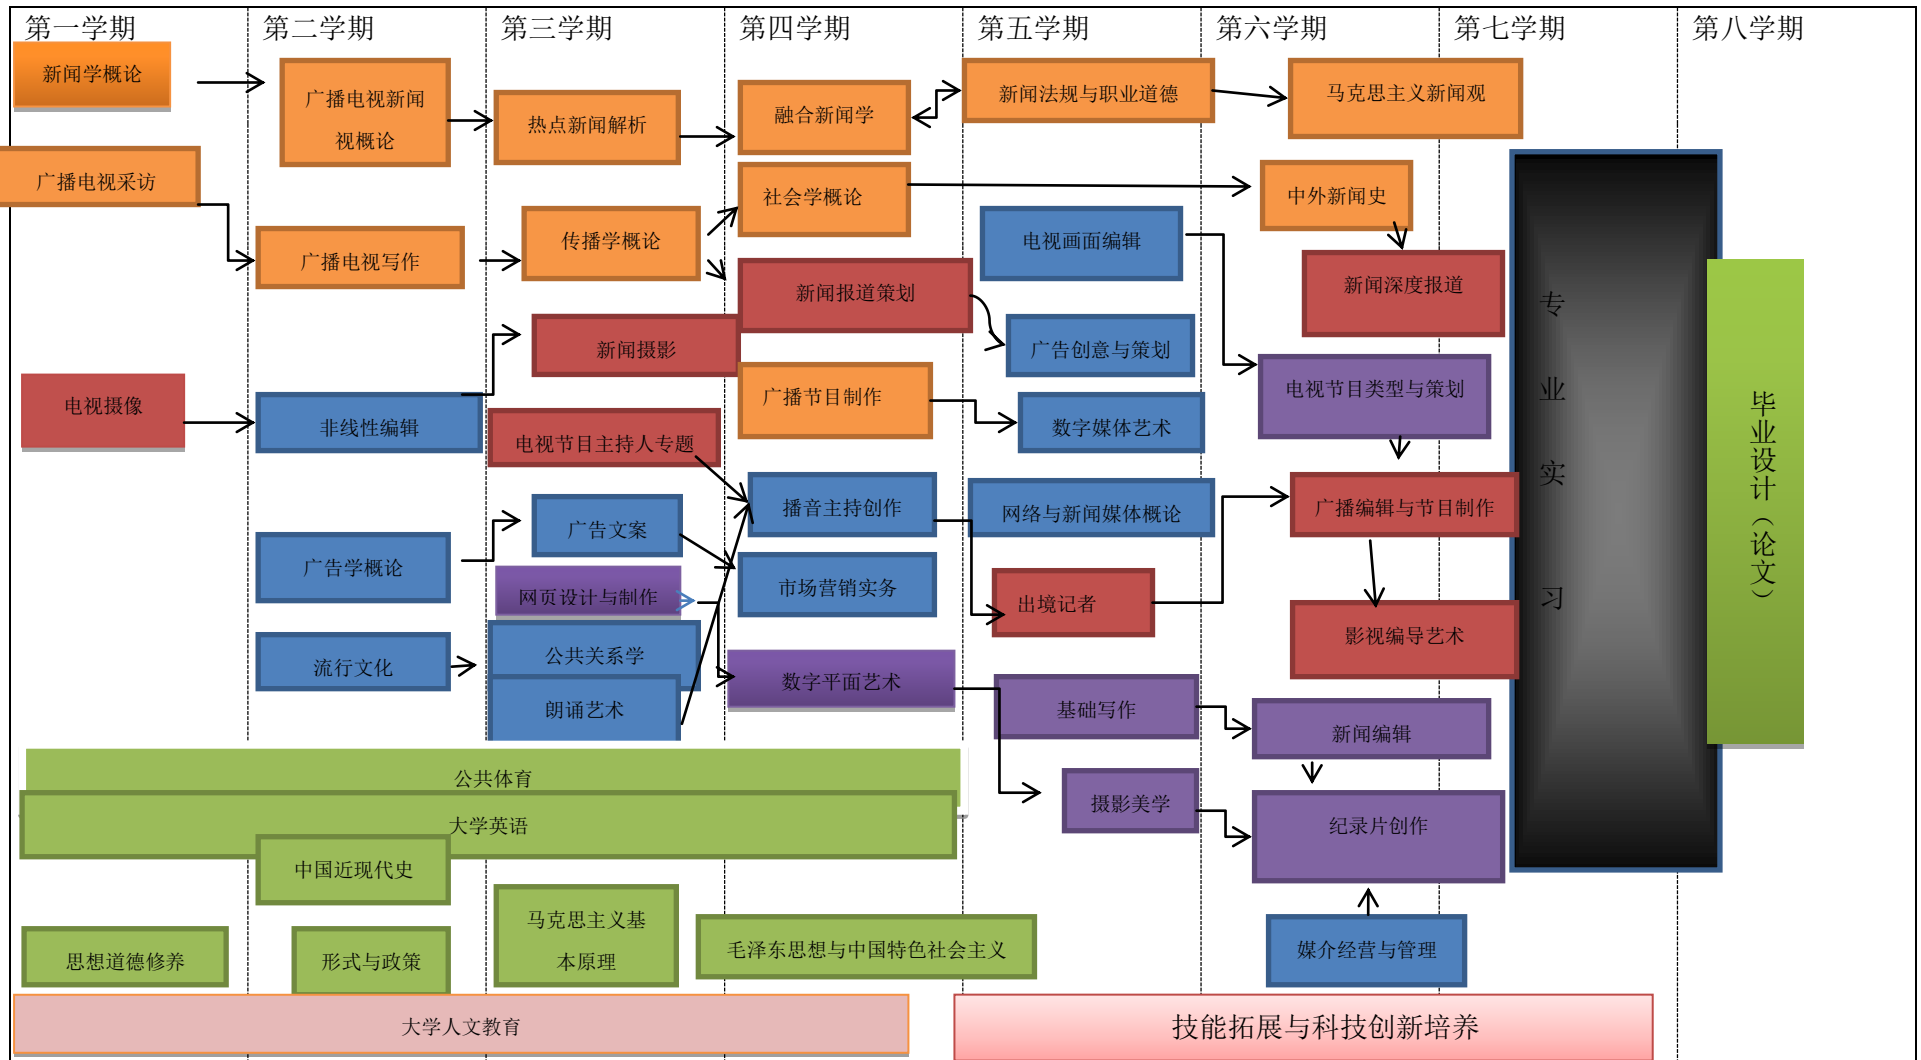 第一学期
第二学期
第三学期
第四学期
第五学期
第六学期
第七学期
第八学期
新闻学概论
广播电视新闻
视概论
热点新闻解析
融合新闻学
新闻法规与职业道德
马克思主义新闻观
广播电视采访
广播电视写作
传播学概论
社会学概论
中外新闻史
电视画面编辑
新闻报道策划
新闻深度报道
新闻摄影
广告创意与策划
电视摄像
非线性编辑
广播节目制作
电视节目类型与策划
数字媒体艺术
电视节目主持人专题
播音主持创作
网络与新闻媒体概论
广播编辑与节目制作
广告学概论
广告文案
市场营销实务
网页设计与制作
出境记者
影视编导艺术
流行文化
公共关系学
朗诵艺术
数字平面艺术
基础写作
新闻编辑
摄影美学
纪录片创作
媒介经营与管理
专
业
实
习
毕业设计（论文）
公共体育
大学英语
中国近现代史
思想道德修养
形式与政策
马克思主义基
本原理
毛泽东思想与中国特色社会主义
大学人文教育
技能拓展与科技创新培养